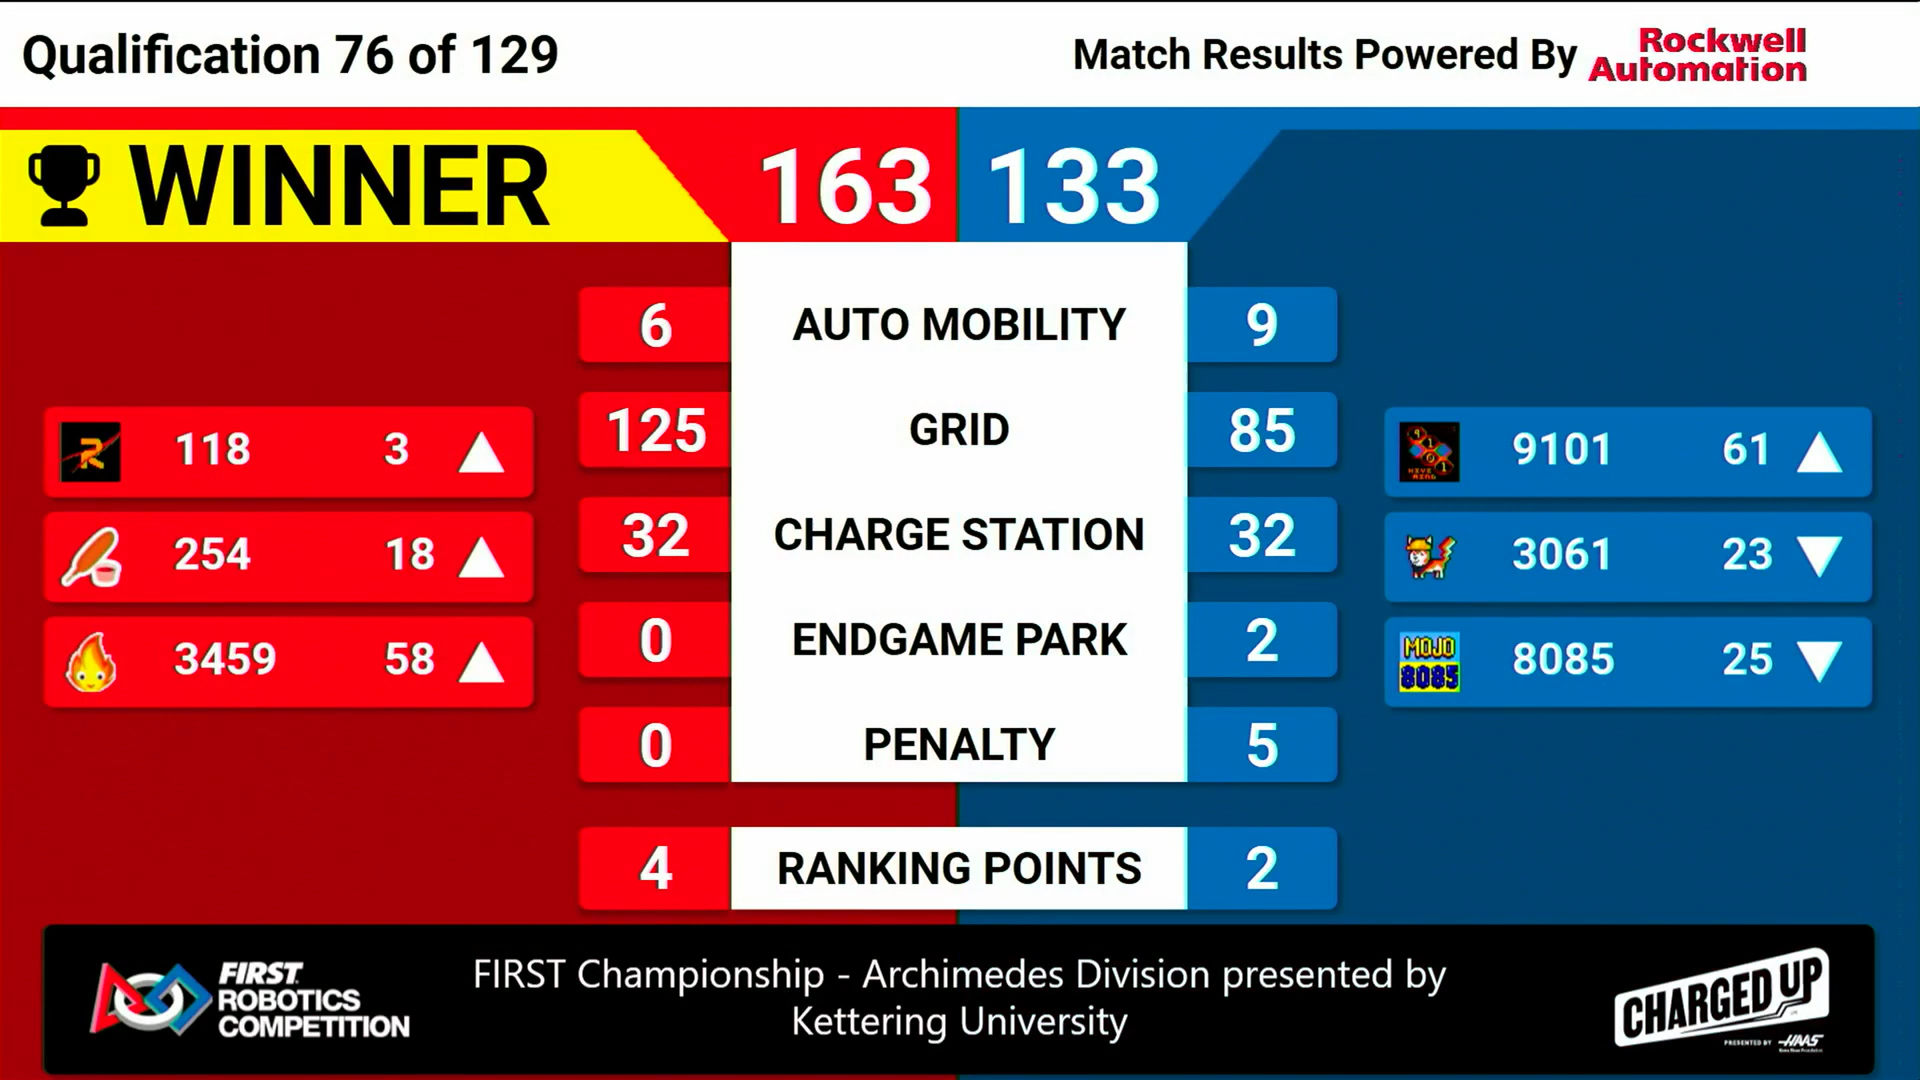 Qualification 76 of 129
Match Results Powered By
Rockwell
Automation
WINNER
163 133
6 AUTO MOBILITY 9
125 GRID 85
32 CHARGE STATION 32
0 ENDGAME PARK 2
0 PENALTY 5
4 RANKING POINTS 2
118 3
254 18
3459 58
9101 61
3061 23
MOJO
8085
8085 25
FIRST
ROBOTICS
COMPETITION
FIRST Championship - Archimedes Division presented by
Kettering University
CHARGED UP
PRESENTED BY HAAS